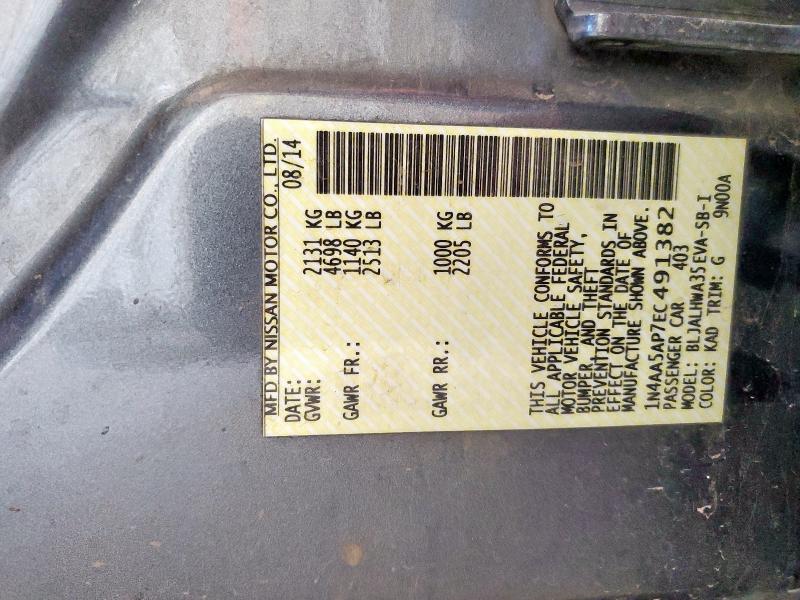 MFD BY NISSAN MOTOR CO., LTD.
DATE: 08/14
GVWR: 2131 KG
4698 LB
GAWR FR.: 1140 KG
2513 LB
GAWR RR.: 1000 KG
2205 LB
THIS VEHICLE CONFORMS TO
ALL APPLICABLE FEDERAL
MOTOR VEHICLE SAFETY,
BUMPER, AND THEFT
PREVENTION STANDARDS IN
EFFECT ON THE DATE OF
MANUFACTURE SHOWN ABOVE.
1N4AA5AP7EC491382
PASSENGER CAR 403
MODEL: BLJALHWA35EVA-SB-I
COLOR: KAD TRIM: G 9N00A